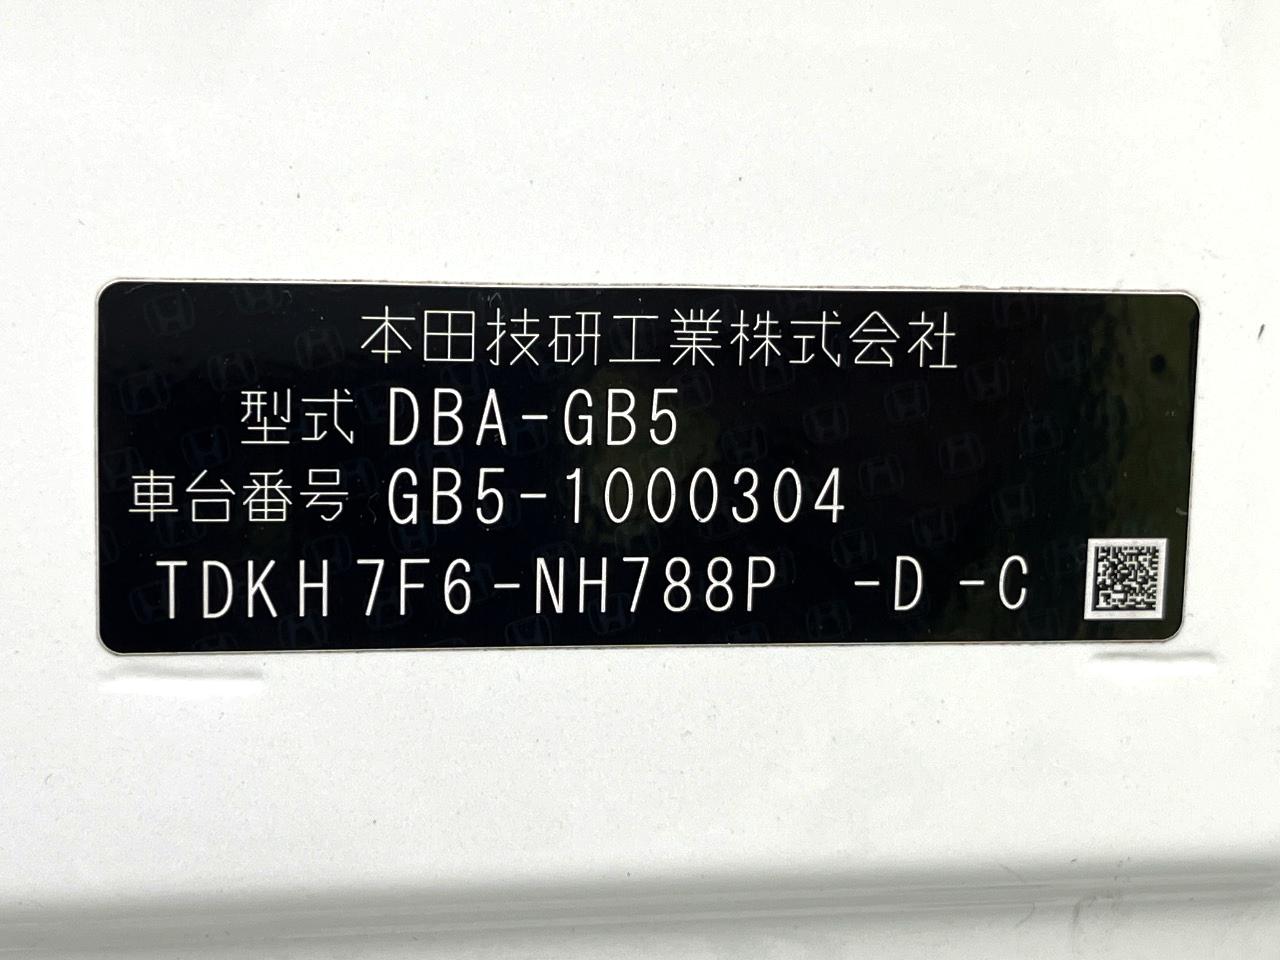 本田技研工業株式会社
型式 DBA-GB5
車台番号 GB5-1000304
TDKH7F6-NH788P -D -C